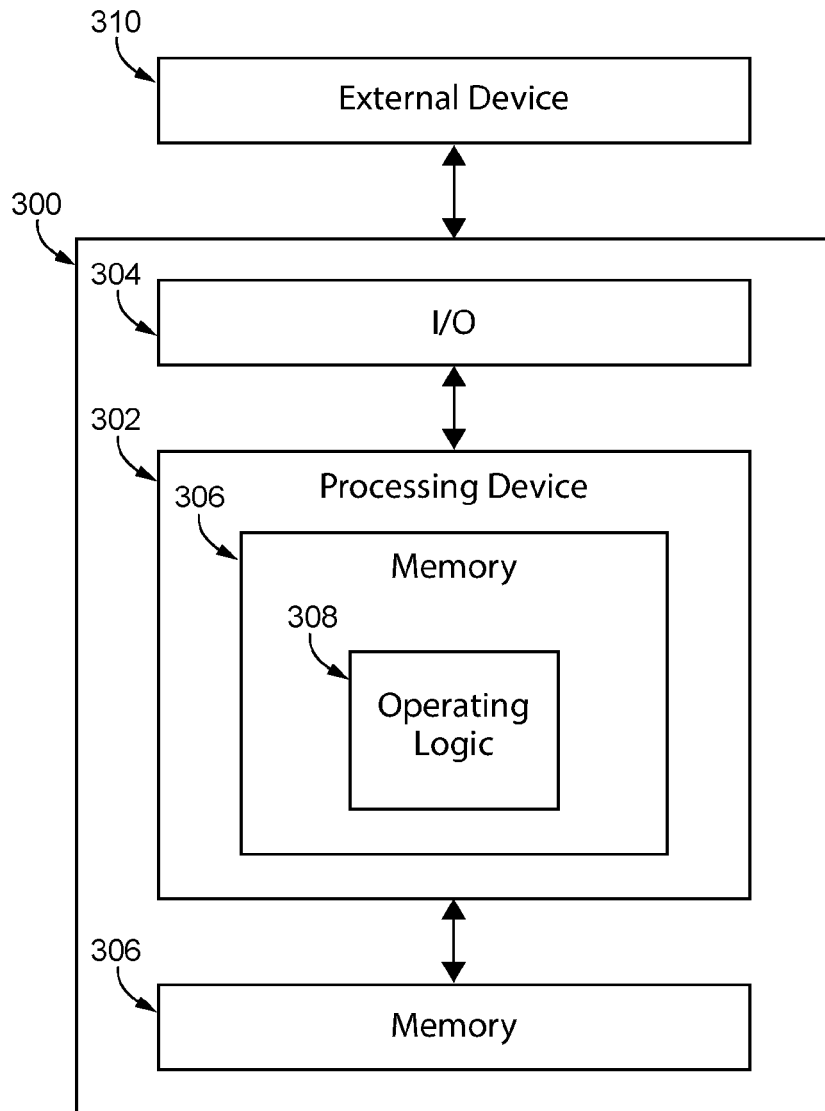 310
External Device
300
304
I/O
302
Processing Device
306
Memory
308
Operating
Logic
306
Memory